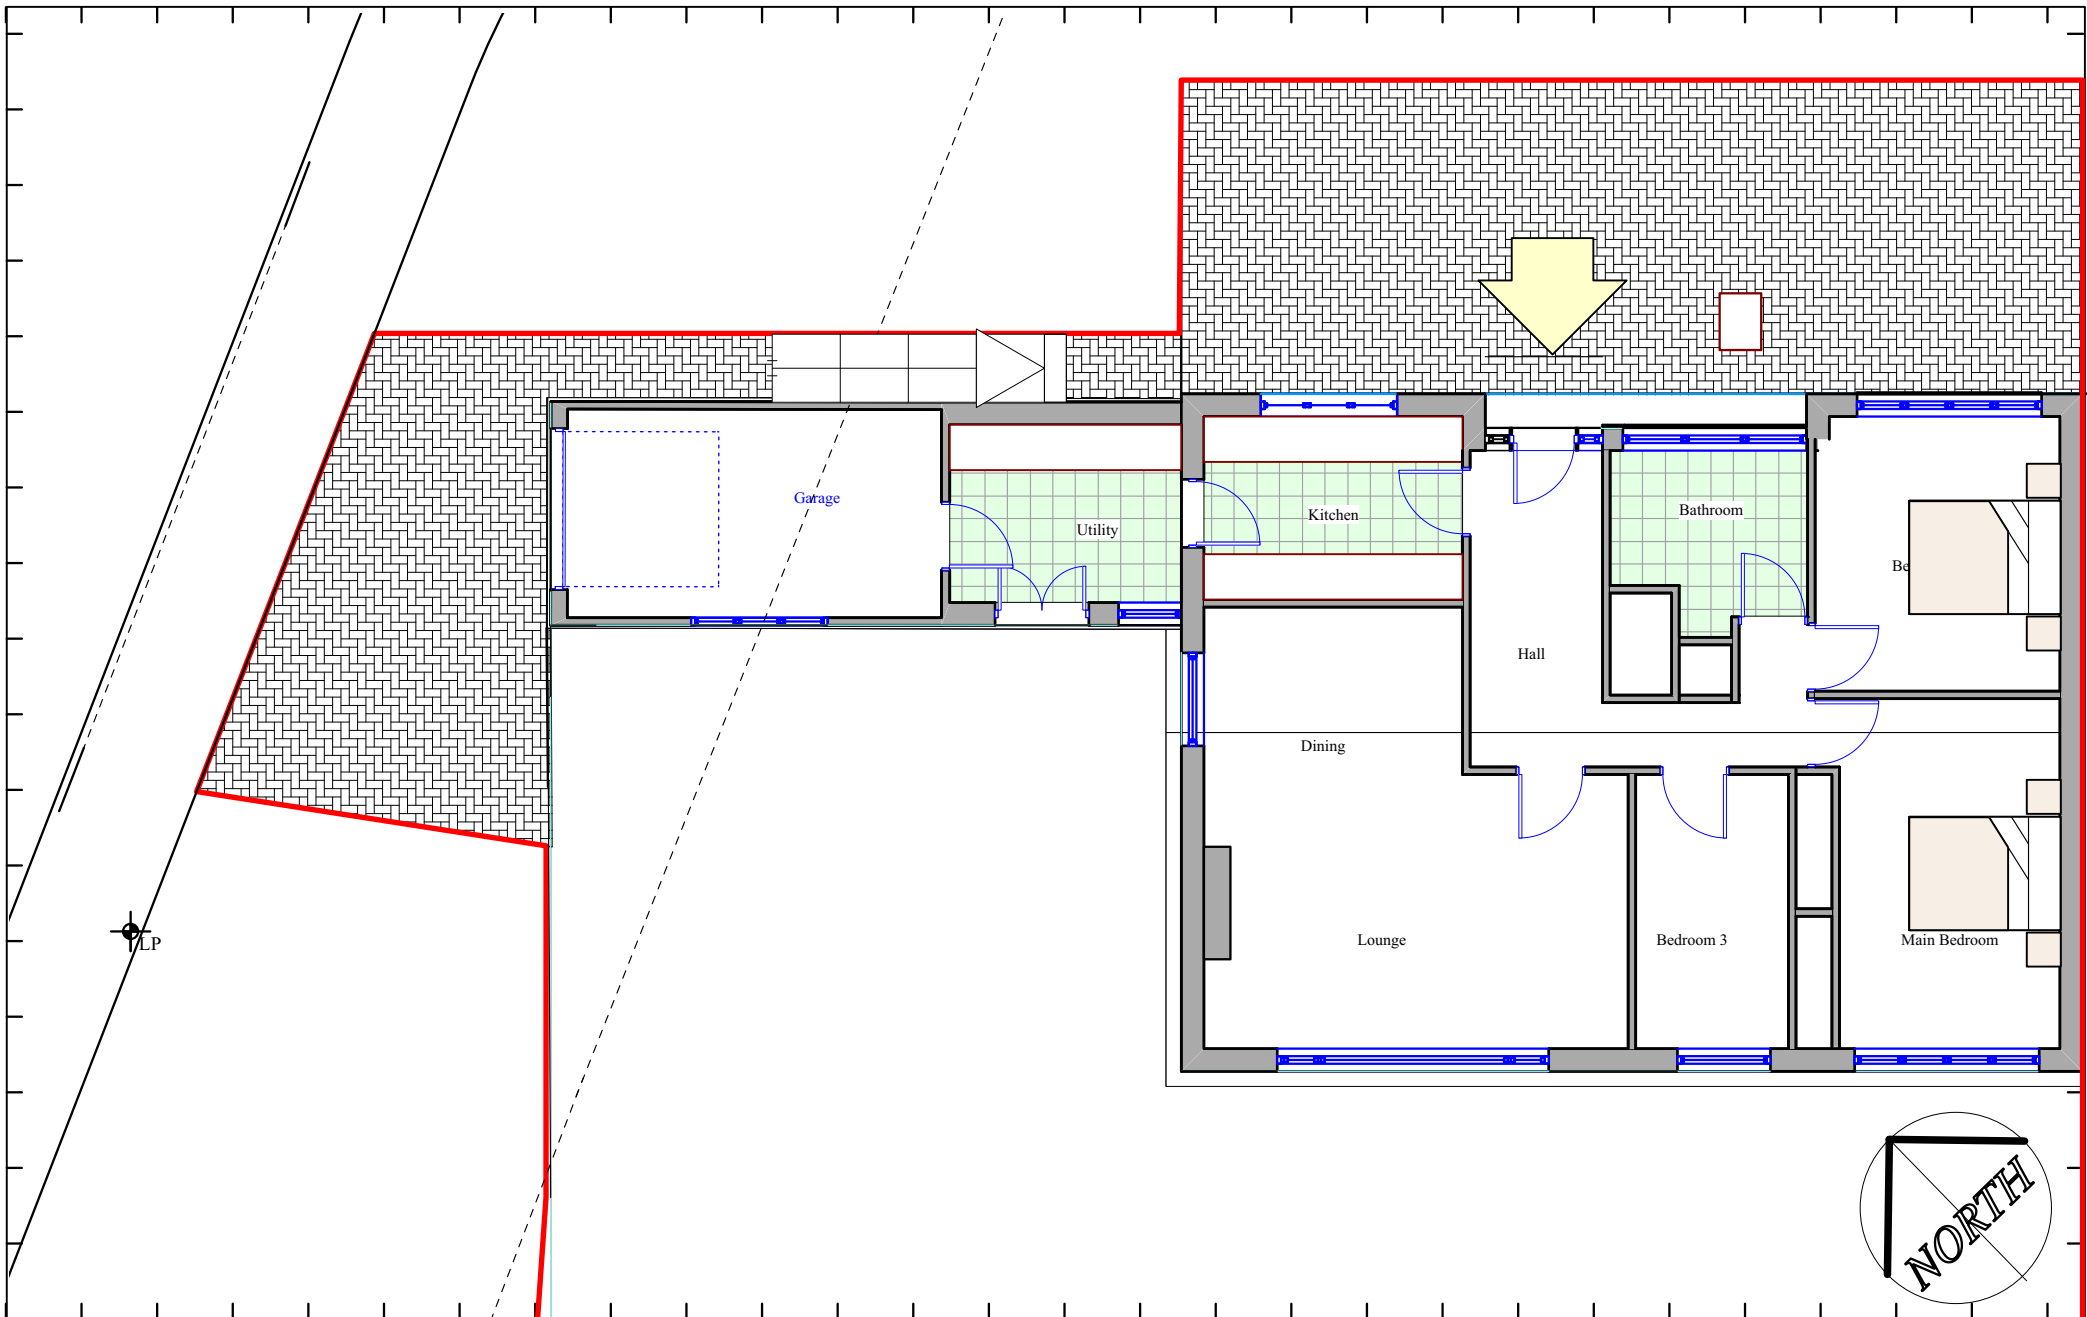 Garage
Utility
Kitchen
Bathroom
Be
Hall
Dining
Lounge
Bedroom 3
Main Bedroom
LP
NORTH